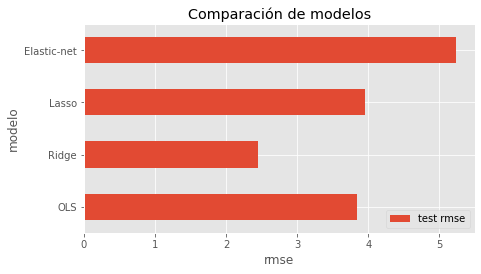 Comparación de modelos
Elastic-net
Lasso
Ridge
OLS
modelo
test rmse
0 1 2 3 4 5
rmse